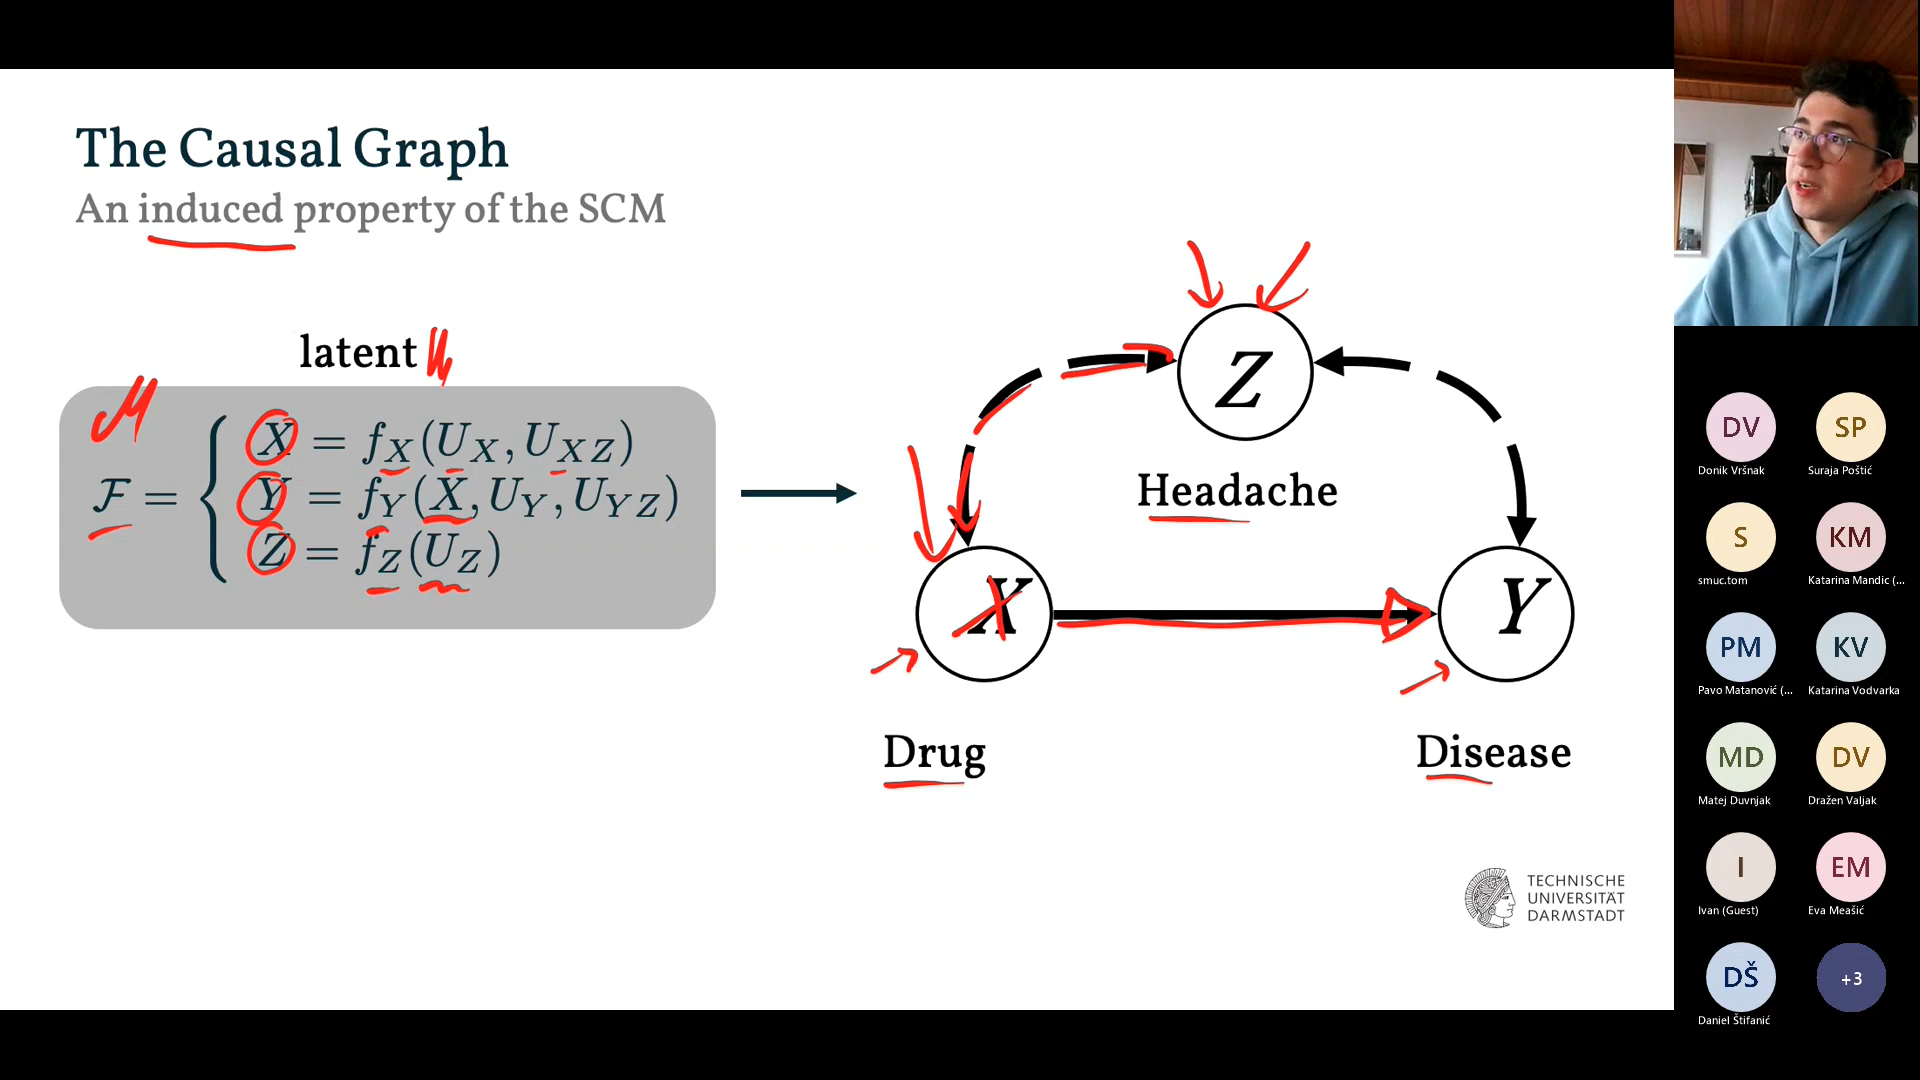 The Causal Graph
An induced property of the SCM
latent
M
F = { X = f_X(U_X, U_XZ)
Y = f_Y(X, U_Y, U_YZ)
Z = f_Z(U_Z)
Z
Headache
X
Y
Drug
Disease
TECHNISCHE
UNIVERSITÄT
DARMSTADT
DV
SP
Donik Vršnak
Suraja Poštić
S
KM
smuc.tom
Katarina Mandic (...
PM
KV
Pavo Matanović (...
Katarina Vodvarka
MD
DV
Matej Duvnjak
Dražen Valjak
I
EM
Ivan (Guest)
Eva Meašić
DŠ
+3
Daniel Štifanić